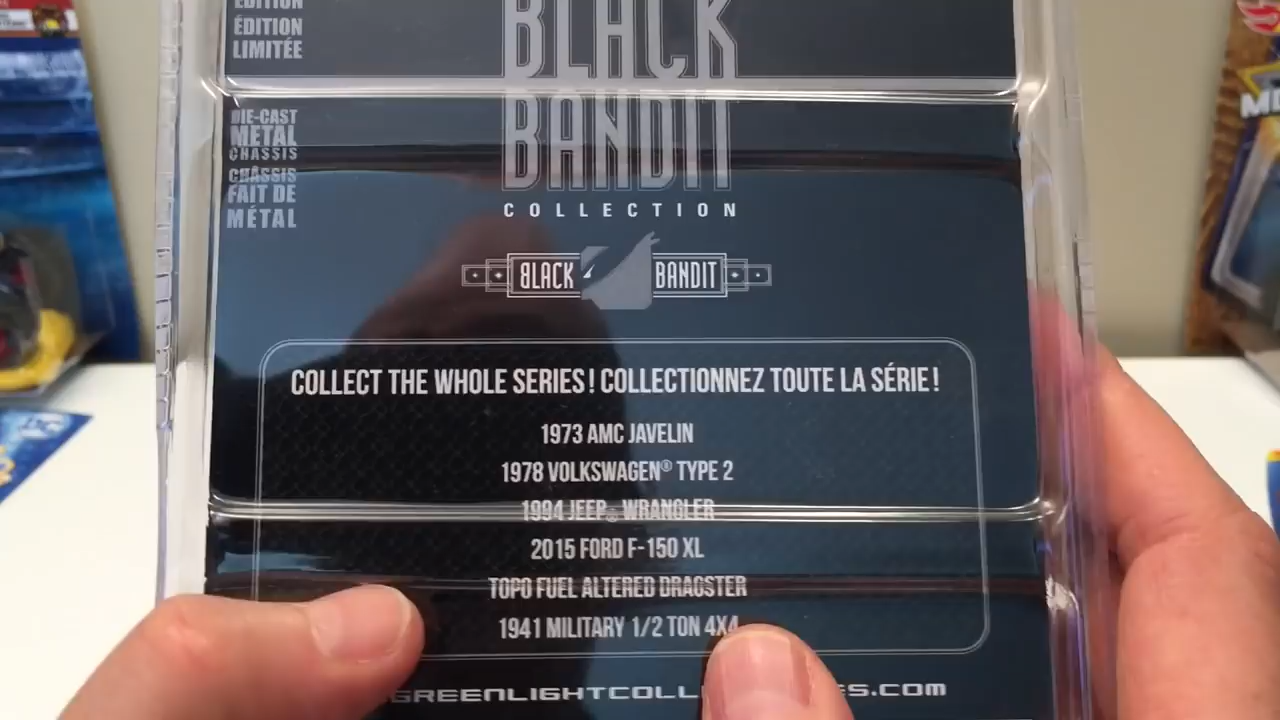 EDITION
ÉDITION
LIMITÉE
DIE-CAST
METAL
CHASSIS
CHÂSSIS
FAIT DE
MÉTAL
BLACK
BANDIT
COLLECTION
BLACK BANDIT
COLLECT THE WHOLE SERIES! COLLECTIONNEZ TOUTE LA SÉRIE!
1973 AMC JAVELIN
1978 VOLKSWAGEN® TYPE 2
1994 JEEP® WRANGLER
2015 FORD F-150 XL
TOPO FUEL ALTERED DRAGSTER
1941 MILITARY 1/2 TON 4X4